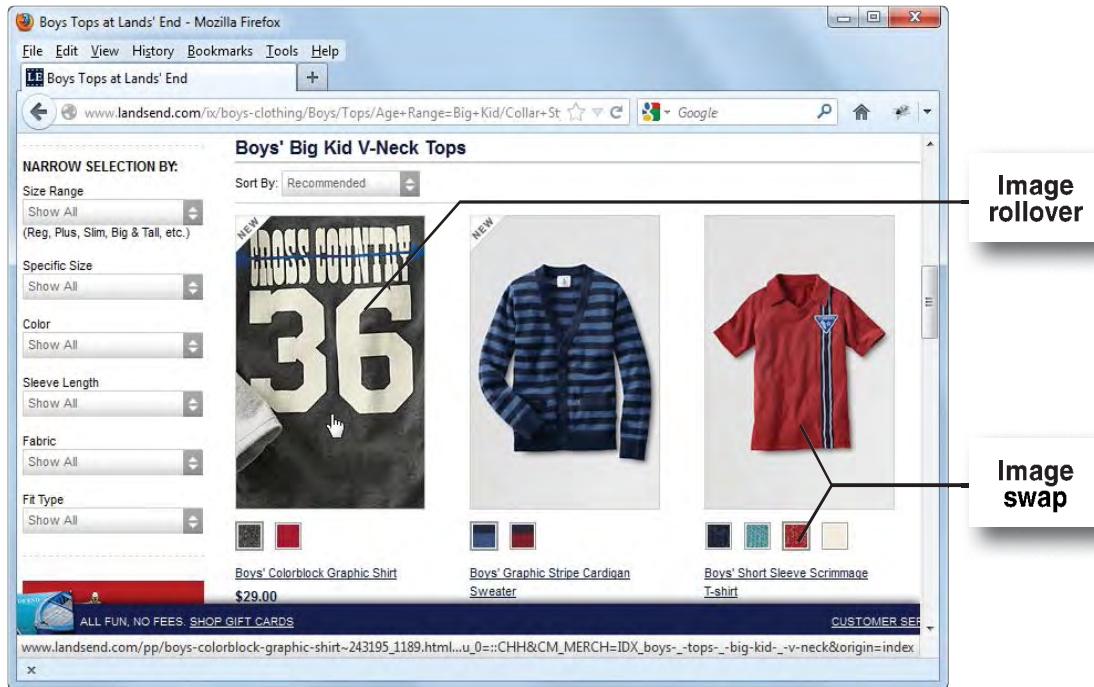 Boys Tops at Lands' End - Mozilla Firefox
File Edit View History Bookmarks Tools Help
LE Boys Tops at Lands' End
www.landsend.com/ix/boys-clothing/Boys/Tops/Age+Range=Big+Kid/Collar+St
Google
Boys' Big Kid V-Neck Tops
NARROW SELECTION BY:
Sort By: Recommended
Size Range
Show All
(Reg, Plus, Slim, Big & Tall, etc.)
Specific Size
Show All
Color
Show All
Sleeve Length
Show All
Fabric
Show All
Fit Type
Show All
NEW
CROSS COUNTRY
36
NEW
Image
rollover
Image
swap
Boys' Colorblock Graphic Shirt
$29.00
Boys' Graphic Stripe Cardigan
Sweater
Boys' Short Sleeve Scrimmage
T-shirt
ALL FUN, NO FEES. SHOP GIFT CARDS
CUSTOMER SER
www.landsend.com/pp/boys-colorblock-graphic-shirt~243195_1189.html...u_0=::CHH&CM_MERCH=IDX_boys-_-tops-_-big-kid-_-v-neck&origin=index